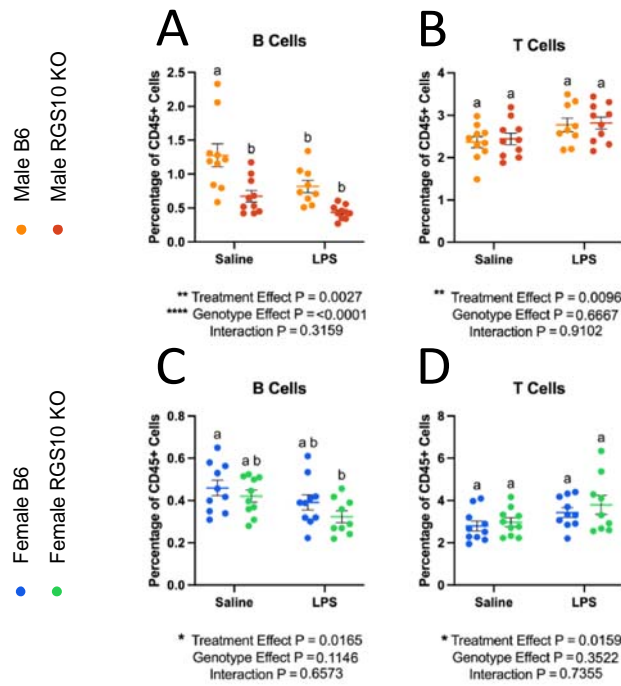 Male B6
Male RGS10 KO
A
B Cells
Percentage of CD45+ Cells
2.5
2.0
1.5
1.0
0.5
0.0
a
b
b
b
Saline
LPS
** Treatment Effect P = 0.0027
**** Genotype Effect P = <0.0001
Interaction P = 0.3159
B
T Cells
Percentage of CD45+ Cells
4
3
2
1
0
a
a
a
a
Saline
LPS
** Treatment Effect P = 0.0096
Genotype Effect P = 0.6667
Interaction P = 0.9102
Female B6
Female RGS10 KO
C
B Cells
Percentage of CD45+ Cells
0.8
0.6
0.4
0.2
0.0
a
a b
a b
b
Saline
LPS
* Treatment Effect P = 0.0165
Genotype Effect P = 0.1146
Interaction P = 0.6573
D
T Cells
Percentage of CD45+ Cells
8
6
4
2
0
a
a
a
a
Saline
LPS
* Treatment Effect P = 0.0159
Genotype Effect P = 0.3522
Interaction P = 0.7355